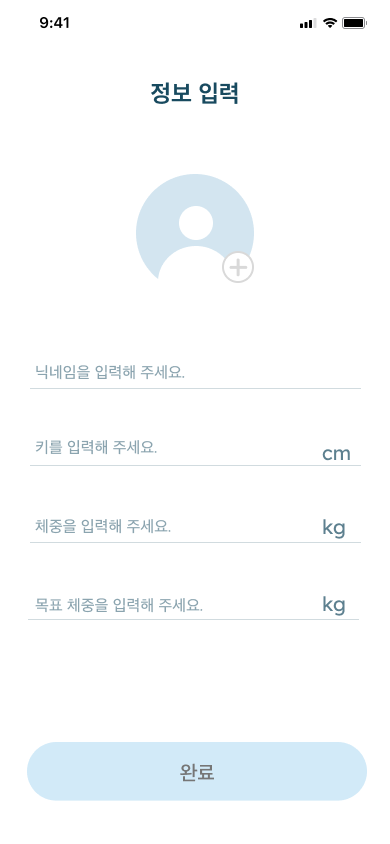 9:41
정보 입력
닉네임을 입력해 주세요.
키를 입력해 주세요.
cm
체중을 입력해 주세요.
kg
목표 체중을 입력해 주세요.
kg
완료